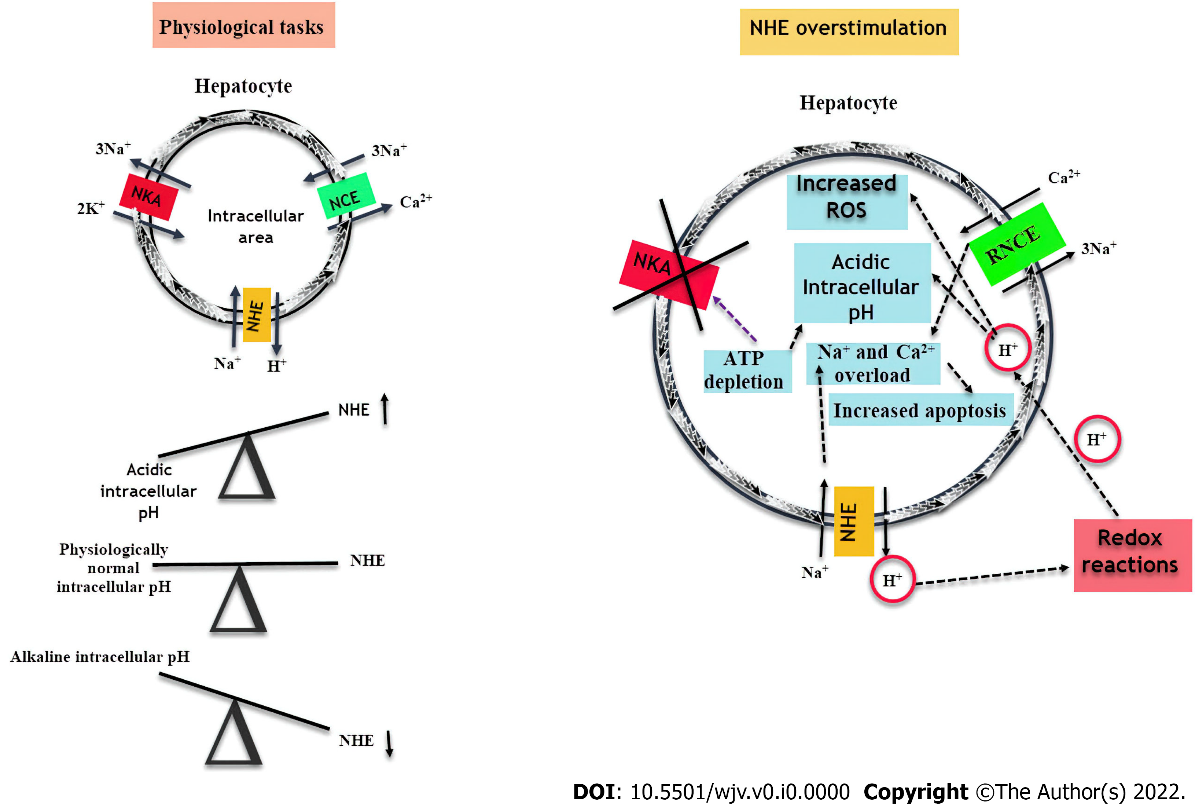 Physiological tasks
Hepatocyte
3Na⁺
3Na⁺
NKA
NCE
2K⁺
Ca²⁺
Intracellular
area
NHE
Na⁺
H⁺
NHE
Acidic
intracellular
pH
Physiologically
normal
intracellular pH
NHE
Alkaline intracellular pH
NHE
NHE overstimulation
Hepatocyte
Increased
ROS
Ca²⁺
RNCE
3Na⁺
NKA
Acidic
Intracellular
pH
H⁺
ATP
depletion
Na⁺ and Ca²⁺
overload
Increased apoptosis
H⁺
NHE
Na⁺
H⁺
Redox
reactions
DOI: 10.5501/wjv.v0.i0.0000 Copyright ©The Author(s) 2022.